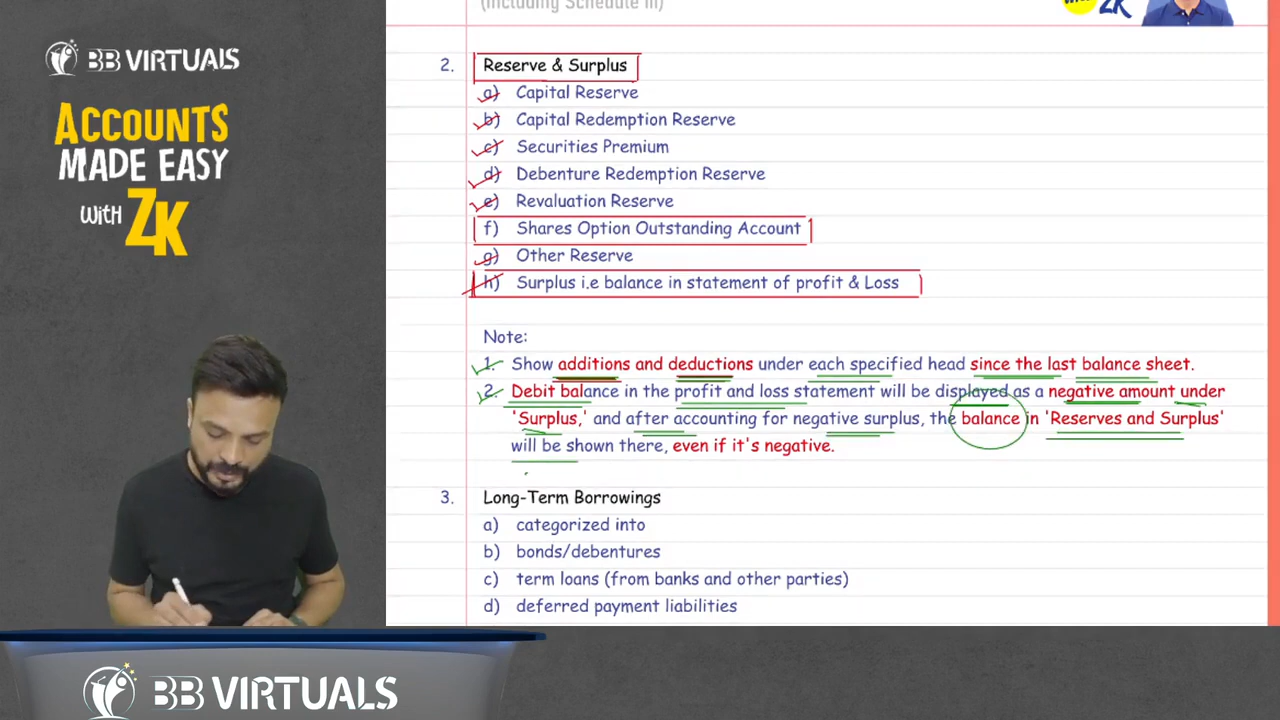 (Including Schedule III)
with
ZK
BB VIRTUALS
ACCOUNTS
MADE EASY
with ZK
2. Reserve & Surplus
a) Capital Reserve
b) Capital Redemption Reserve
c) Securities Premium
d) Debenture Redemption Reserve
e) Revaluation Reserve
f) Shares Option Outstanding Account
g) Other Reserve
h) Surplus i.e balance in statement of profit & Loss
Note:
1. Show additions and deductions under each specified head since the last balance sheet.
2. Debit balance in the profit and loss statement will be displayed as a negative amount under
'Surplus,' and after accounting for negative surplus, the balance in 'Reserves and Surplus'
will be shown there, even if it's negative.
3. Long-Term Borrowings
a) categorized into
b) bonds/debentures
c) term loans (from banks and other parties)
d) deferred payment liabilities
BB VIRTUALS